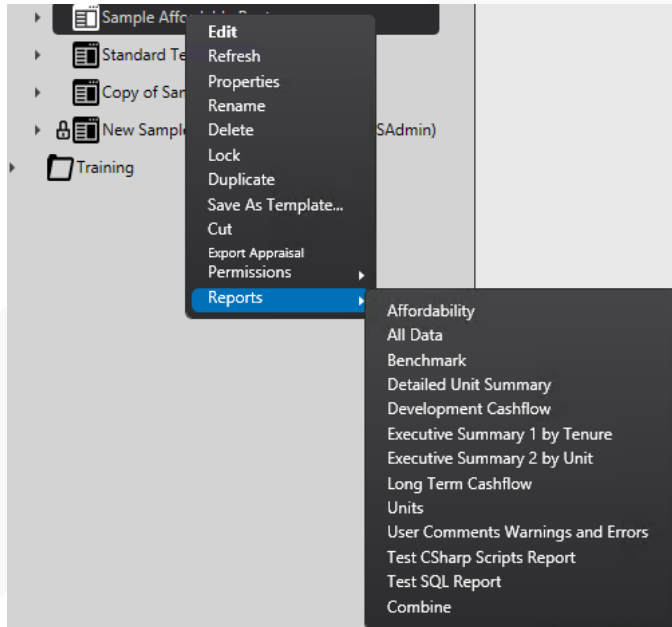 Sample Affo
Standard Te
Copy of Sam
New Sample
SAdmin)
Training
Edit
Refresh
Properties
Rename
Delete
Lock
Duplicate
Save As Template...
Cut
Export Appraisal
Permissions
Reports
Affordability
All Data
Benchmark
Detailed Unit Summary
Development Cashflow
Executive Summary 1 by Tenure
Executive Summary 2 by Unit
Long Term Cashflow
Units
User Comments Warnings and Errors
Test CSharp Scripts Report
Test SQL Report
Combine